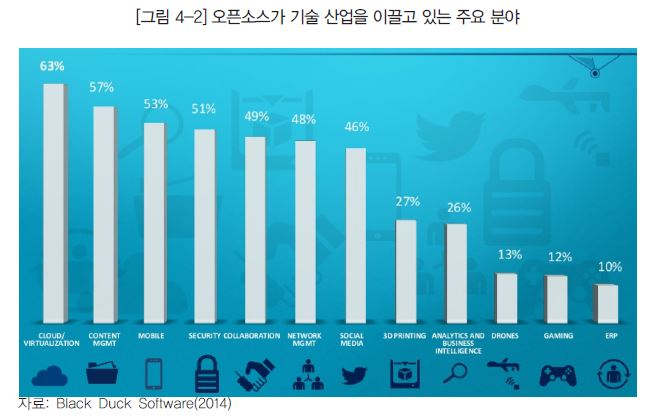 [그림 4-2] 오픈소스가 기술 산업을 이끌고 있는 주요 분야
63%
57%
53%
51%
49%
48%
46%
27%
26%
13%
12%
10%
CLOUD/
VIRTUALIZATION
CONTENT
MGMT
MOBILE
SECURITY
COLLABORATION
NETWORK
MGMT
SOCIAL
MEDIA
3D PRINTING
ANALYTICS AND
BUSINESS
INTELLIGENCE
DRONES
GAMING
ERP
자료: Black Duck Software(2014)